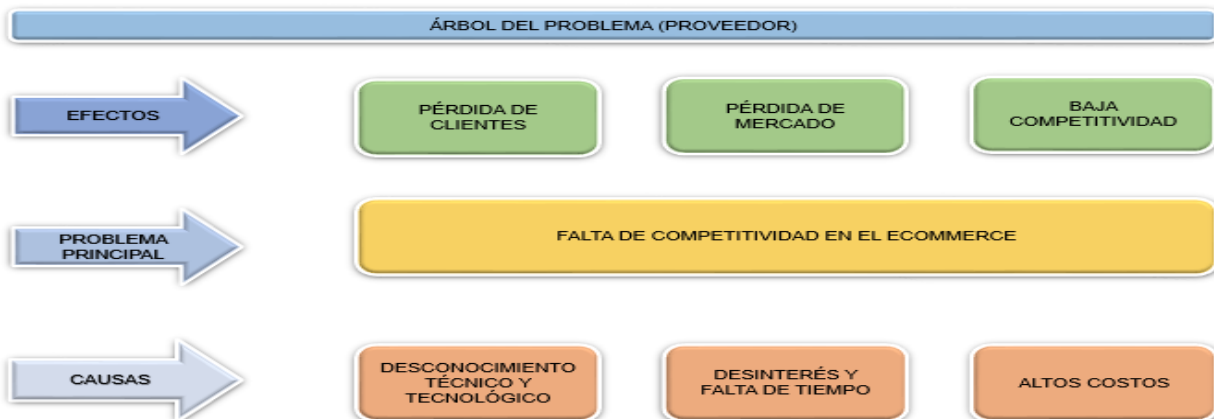 ÁRBOL DEL PROBLEMA (PROVEEDOR)
EFECTOS
PÉRDIDA DE
CLIENTES
PÉRDIDA DE
MERCADO
BAJA
COMPETITIVIDAD
PROBLEMA
PRINCIPAL
FALTA DE COMPETITIVIDAD EN EL ECOMMERCE
CAUSAS
DESCONOCIMIENTO
TÉCNICO Y
TECNOLÓGICO
DESINTERÉS Y
FALTA DE TIEMPO
ALTOS COSTOS